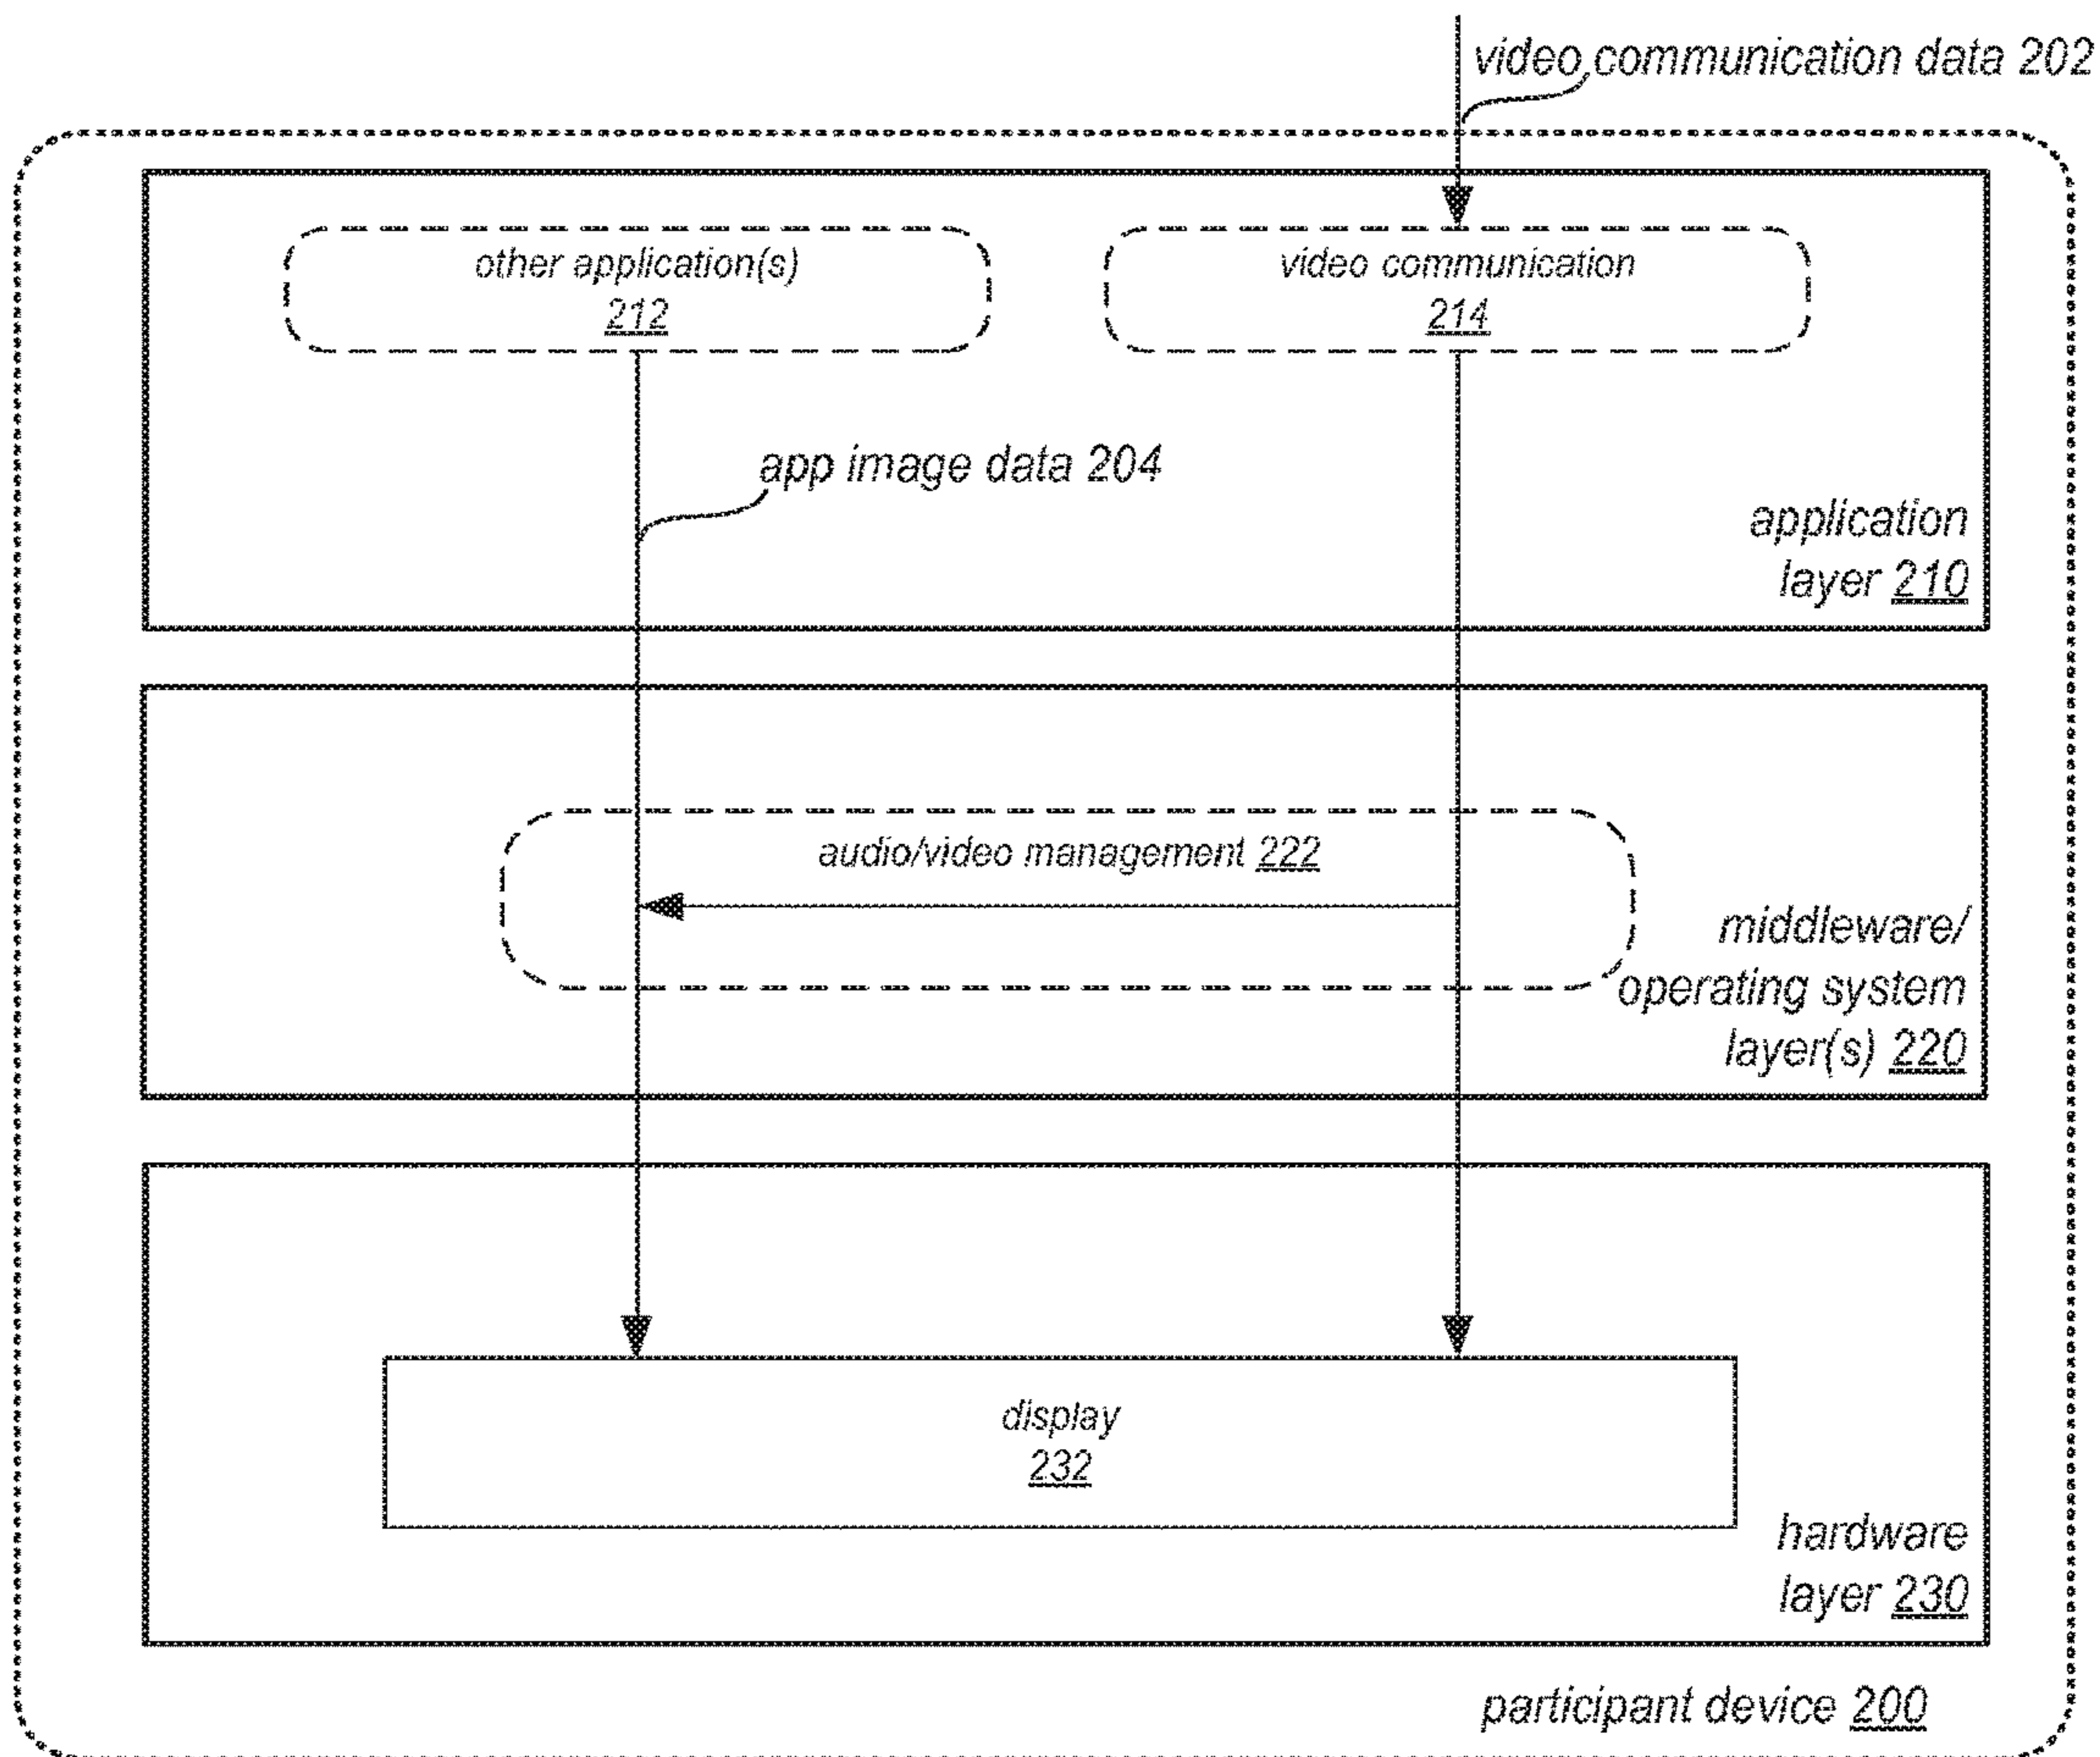 video communication data 202
other application(s)
212
video communication
214
app image data 204
application
layer 210
audio/video management 222
middleware/
operating system
layer(s) 220
display
232
hardware
layer 230
participant device 200